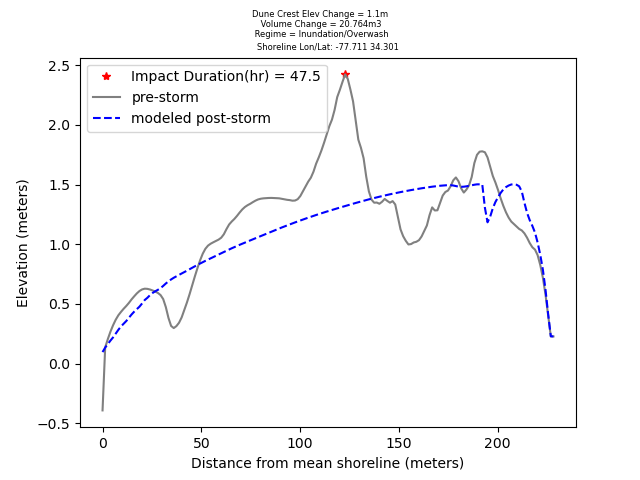 Dune Crest Elev Change = 1.1m
Volume Change = 20.764m3
Regime = Inundation/Overwash
Shoreline Lon/Lat: -77.711 34.301
Impact Duration(hr) = 47.5
pre-storm
modeled post-storm
Elevation (meters)
2.5
2.0
1.5
1.0
0.5
0.0
−0.5
0 50 100 150 200
Distance from mean shoreline (meters)